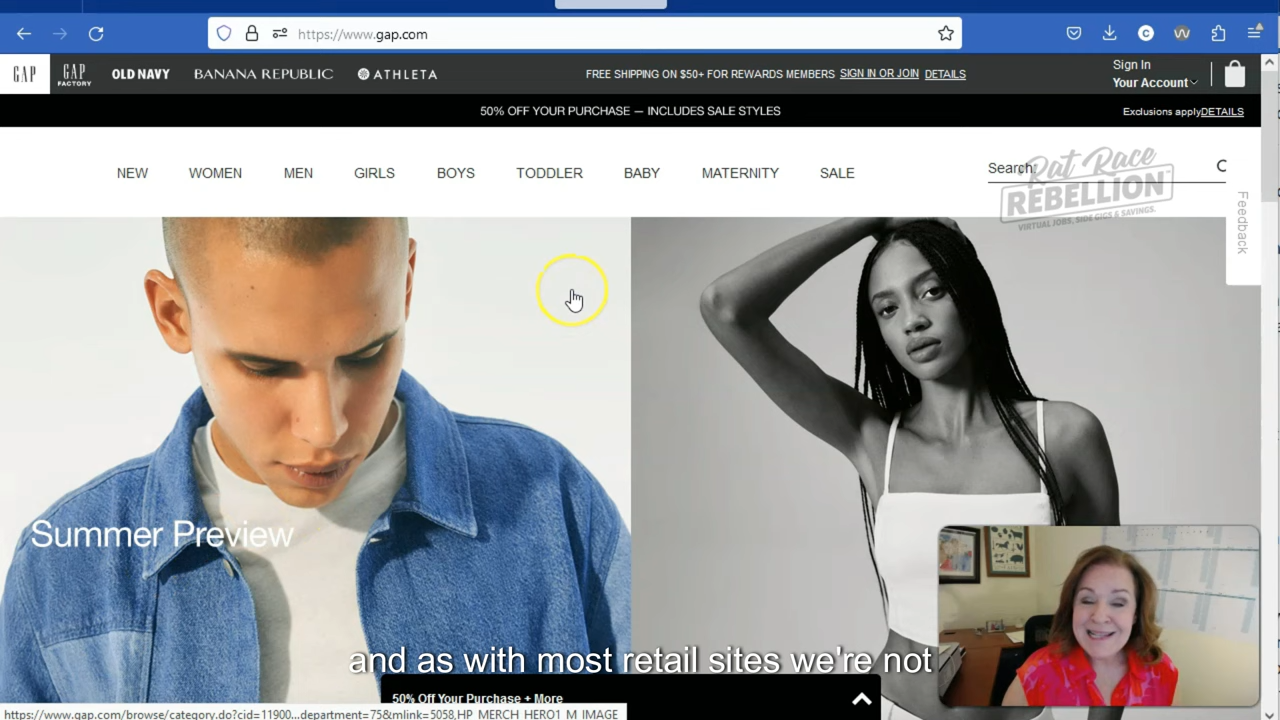 https://www.gap.com
GAP
GAP
FACTORY
OLD NAVY
BANANA REPUBLIC
ATHLETA
FREE SHIPPING ON $50+ FOR REWARDS MEMBERS SIGN IN OR JOIN DETAILS
Sign In
Your Account
50% OFF YOUR PURCHASE — INCLUDES SALE STYLES
Exclusions applyDETAILS
NEW WOMEN MEN GIRLS BOYS TODDLER BABY MATERNITY SALE
Search
Rat Race
REBELLION
VIRTUAL JOBS, SIDE GIGS & SAVINGS.
Feedback
Summer Preview
and as with most retail sites we're not
50% Off Your Purchase + More
https://www.gap.com/browse/category.do?cid=11900...department=75&mlink=5058,HP_MERCH_HERO1_M_IMAGE